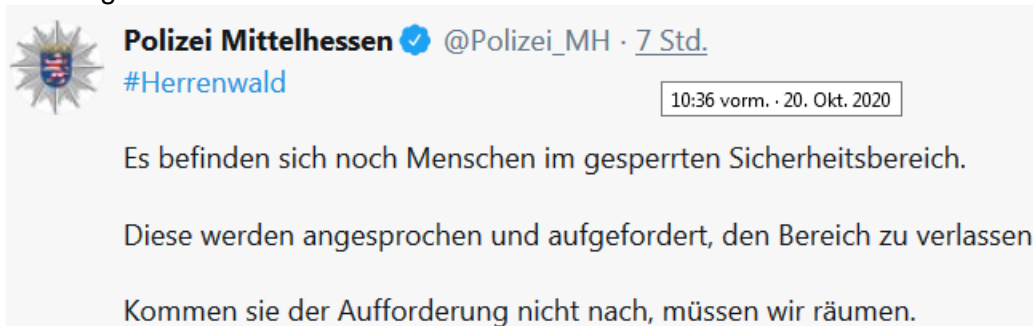 Polizei Mittelhessen @Polizei_MH · 7 Std.
#Herrenwald
10:36 vorm. · 20. Okt. 2020
Es befinden sich noch Menschen im gesperrten Sicherheitsbereich.
Diese werden angesprochen und aufgefordert, den Bereich zu verlassen
Kommen sie der Aufforderung nicht nach, müssen wir räumen.